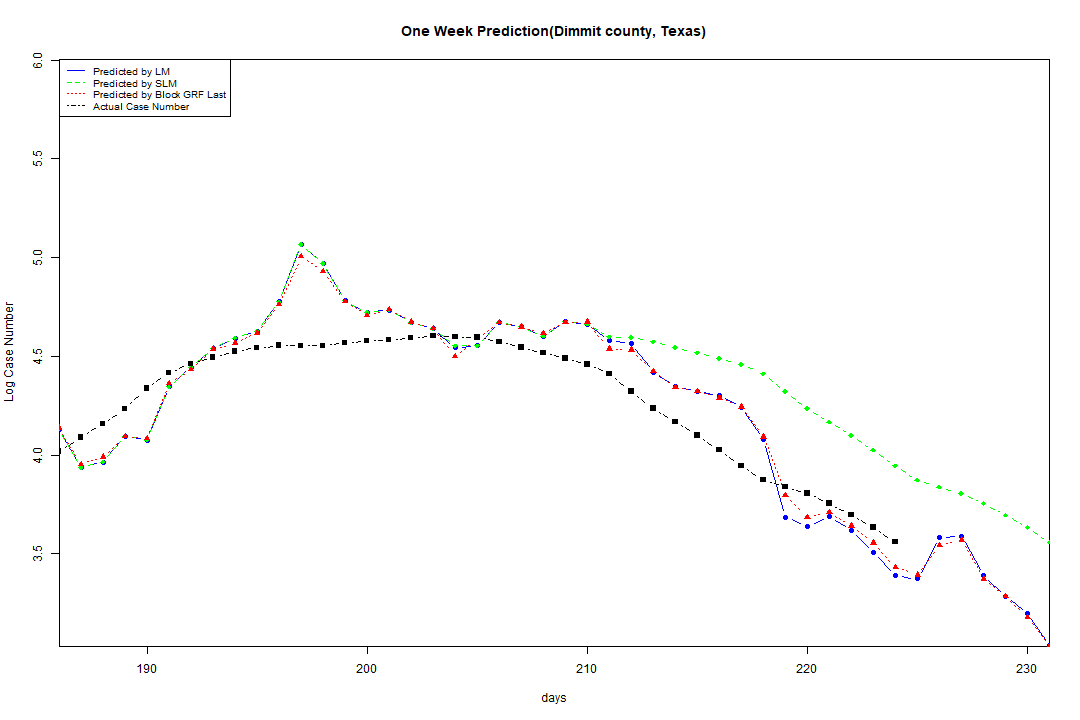 One Week Prediction(Dimmit county, Texas)
Predicted by LM
Predicted by SLM
Predicted by Block GRF Last
Actual Case Number
Log Case Number
6.0
5.5
5.0
4.5
4.0
3.5
190 200 210 220 230
days